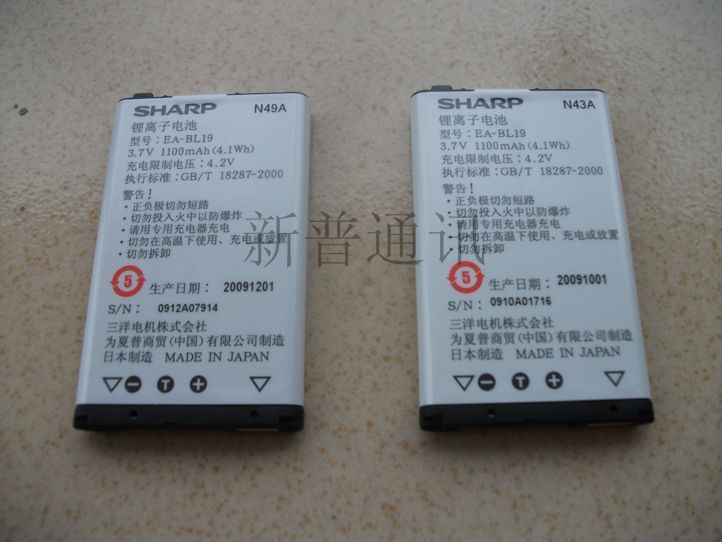 SHARP N49A
锂离子电池
型号: EA-BL19
3.7V 1100mAh(4.1Wh)
充电限制电压: 4.2V
执行标准: GB/T 18287-2000
警告!
·正负极切勿短路
·切勿投入火中以防爆炸
·请用专用充电器充电
·切勿在高温下使用、充电或放置
·切勿拆卸
5 生产日期: 20091201
S/N: 0912A07914
三洋电机株式会社
为夏普商贸(中国)有限公司制造
日本制造 MADE IN JAPAN
T
SHARP N43A
锂离子电池
型号: EA-BL19
3.7V 1100mAh(4.1Wh)
充电限制电压: 4.2V
执行标准: GB/T 18287-2000
警告!
·正负极切勿短路
·切勿投入火中以防爆炸
·请用专用充电器充电
·切勿在高温下使用、充电或放置
·切勿拆卸
5 生产日期: 20091001
S/N: 0910A01716
三洋电机株式会社
为夏普商贸(中国)有限公司制造
日本制造 MADE IN JAPAN
T
新普通讯